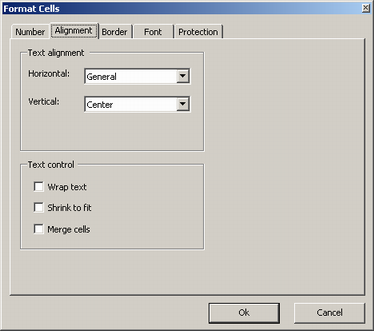 Format Cells
Number Alignment Border Font Protection
Text alignment
Horizontal: General
Vertical: Center
Text control
Wrap text
Shrink to fit
Merge cells
Ok Cancel